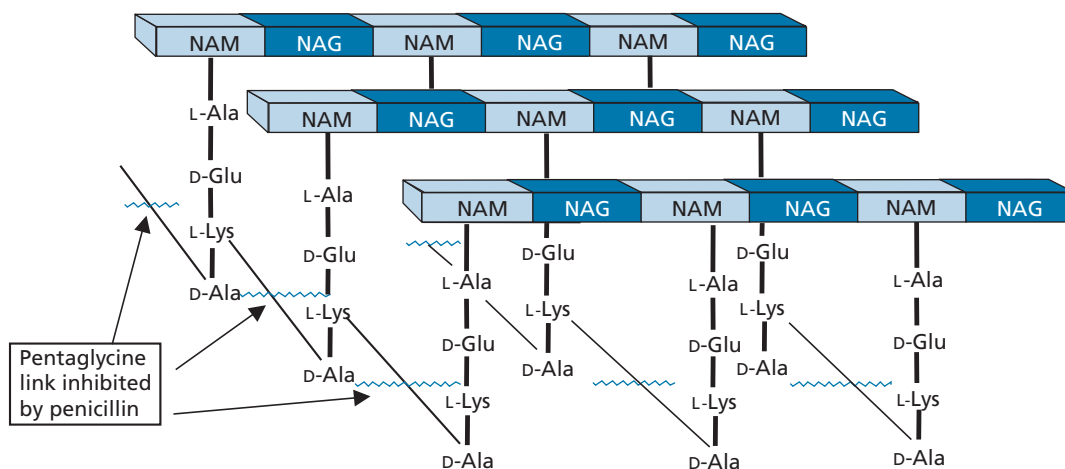 NAM NAG NAM NAG NAM NAG
NAM NAG NAM NAG NAM NAG
NAM NAG NAM NAG NAM NAG
L-Ala
D-Glu
L-Lys
D-Ala
L-Ala
D-Glu
L-Lys
D-Ala
L-Ala
D-Glu
L-Lys
D-Ala
D-Glu
L-Lys
D-Ala
L-Ala
D-Glu
L-Lys
D-Ala
D-Glu
L-Lys
D-Ala
L-Ala
D-Glu
L-Lys
D-Ala
Pentaglycine
link inhibited
by penicillin